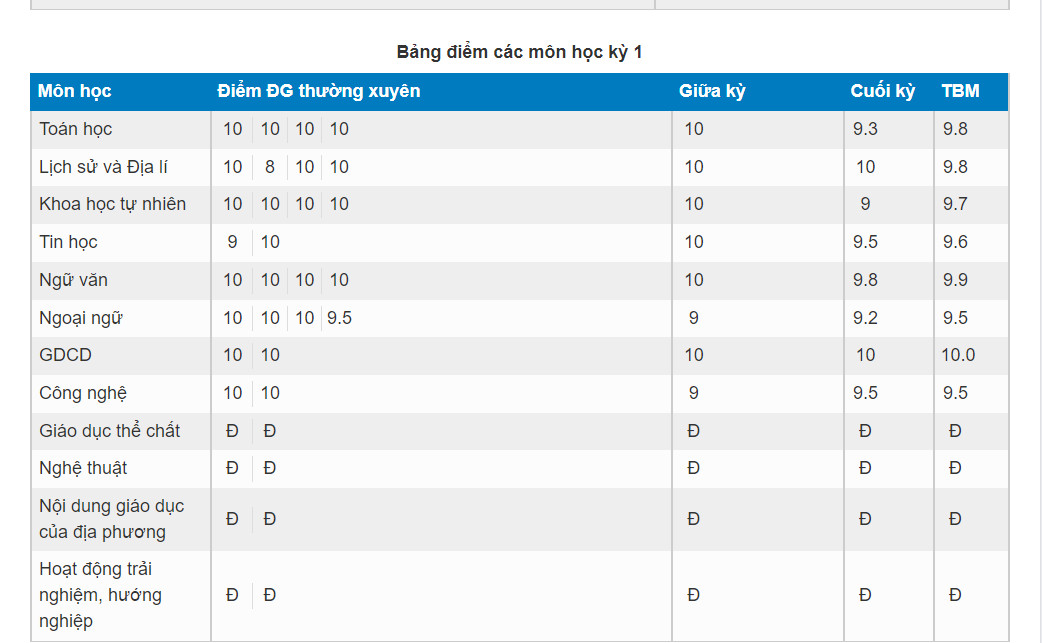 Bảng điểm các môn học kỳ 1
Môn học Điểm ĐG thường xuyên Giữa kỳ Cuối kỳ TBM
Toán học 10 10 10 10 10 9.3 9.8
Lịch sử và Địa lí 10 8 10 10 10 10 9.8
Khoa học tự nhiên 10 10 10 10 10 9 9.7
Tin học 9 10 10 9.5 9.6
Ngữ văn 10 10 10 10 10 9.8 9.9
Ngoại ngữ 10 10 10 9.5 9 9.2 9.5
GDCD 10 10 10 10 10.0
Công nghệ 10 10 9 9.5 9.5
Giáo dục thể chất Đ Đ Đ Đ Đ
Nghệ thuật Đ Đ Đ Đ Đ
Nội dung giáo dục
của địa phương Đ Đ Đ Đ Đ
Hoạt động trải
nghiệm, hướng Đ Đ Đ Đ Đ
nghiệp